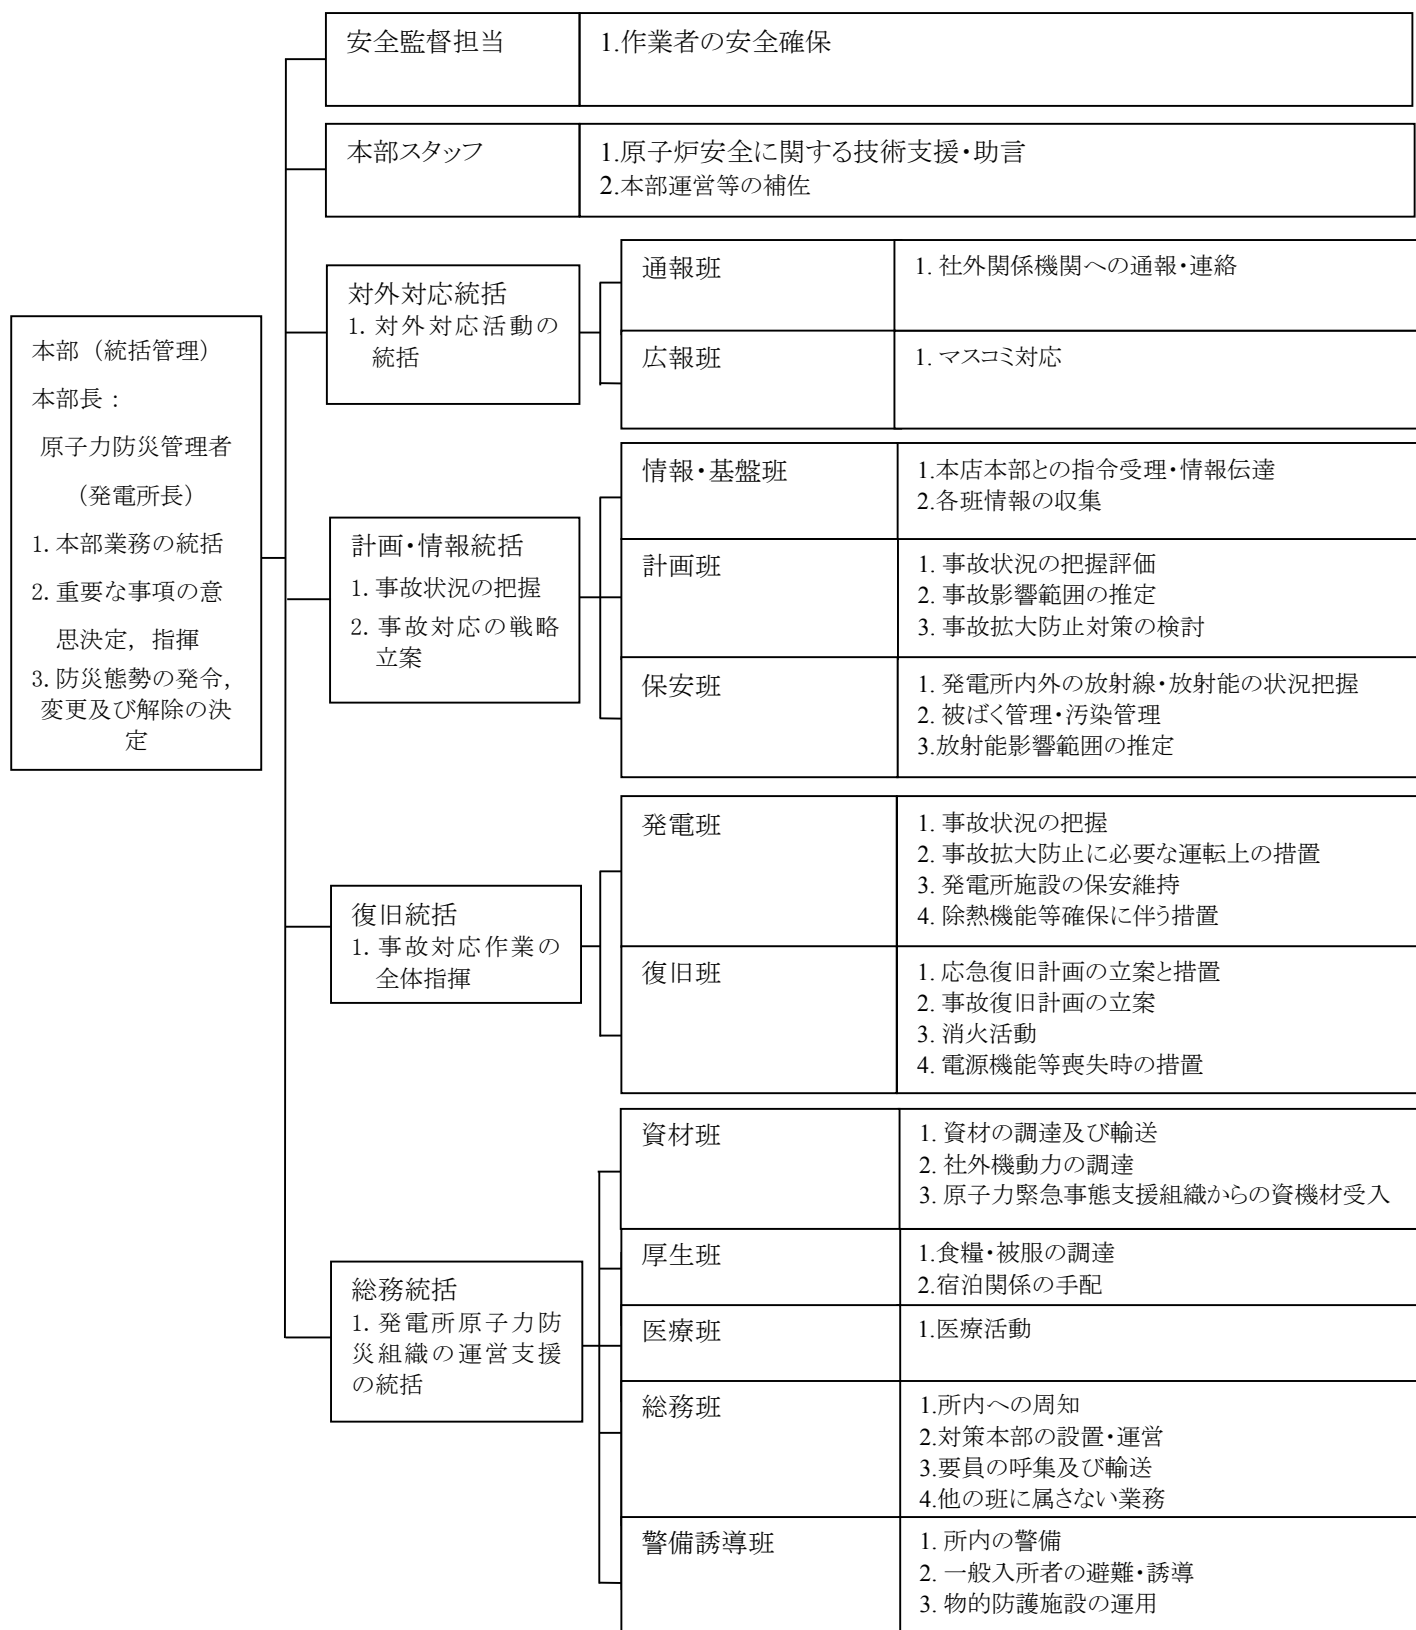 安全監督担当
1.作業者の安全確保
本部スタッフ
1.原子炉安全に関する技術支援・助言
2.本部運営等の補佐
本部（統括管理）
本部長：
原子力防災管理者
（発電所長）
1. 本部業務の統括
2. 重要な事項の意
思決定，指揮
3. 防災態勢の発令，
変更及び解除の決
定
対外対応統括
1. 対外対応活動の
統括
通報班
1. 社外関係機関への通報・連絡
広報班
1. マスコミ対応
計画・情報統括
1. 事故状況の把握
2. 事故対応の戦略
立案
情報・基盤班
1.本店本部との指令受理・情報伝達
2.各班情報の収集
計画班
1. 事故状況の把握評価
2. 事故影響範囲の推定
3. 事故拡大防止対策の検討
保安班
1. 発電所内外の放射線・放射能の状況把握
2. 被ばく管理・汚染管理
3.放射能影響範囲の推定
復旧統括
1. 事故対応作業の
全体指揮
発電班
1. 事故状況の把握
2. 事故拡大防止に必要な運転上の措置
3. 発電所施設の保安維持
4. 除熱機能等確保に伴う措置
復旧班
1. 応急復旧計画の立案と措置
2. 事故復旧計画の立案
3. 消火活動
4. 電源機能等喪失時の措置
総務統括
1. 発電所原子力防
災組織の運営支援
の統括
資材班
1. 資材の調達及び輸送
2. 社外機動力の調達
3. 原子力緊急事態支援組織からの資機材受入
厚生班
1.食糧・被服の調達
2.宿泊関係の手配
医療班
1.医療活動
総務班
1.所内への周知
2.対策本部の設置・運営
3.要員の呼集及び輸送
4.他の班に属さない業務
警備誘導班
1. 所内の警備
2. 一般入所者の避難・誘導
3. 物的防護施設の運用